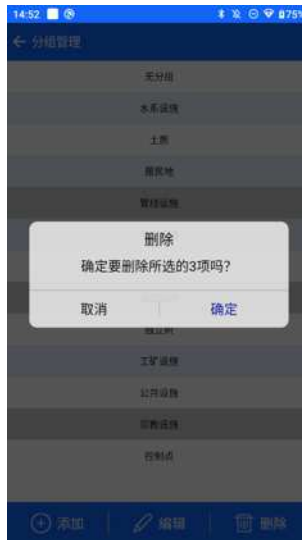 14:52
75%
分组管理
无分组
水系设施
土质
居民地
管线设施
删除
确定要删除所选的3项吗?
取消
确定
工矿设施
公共设施
宗教设施
控制点
添加
编辑
删除